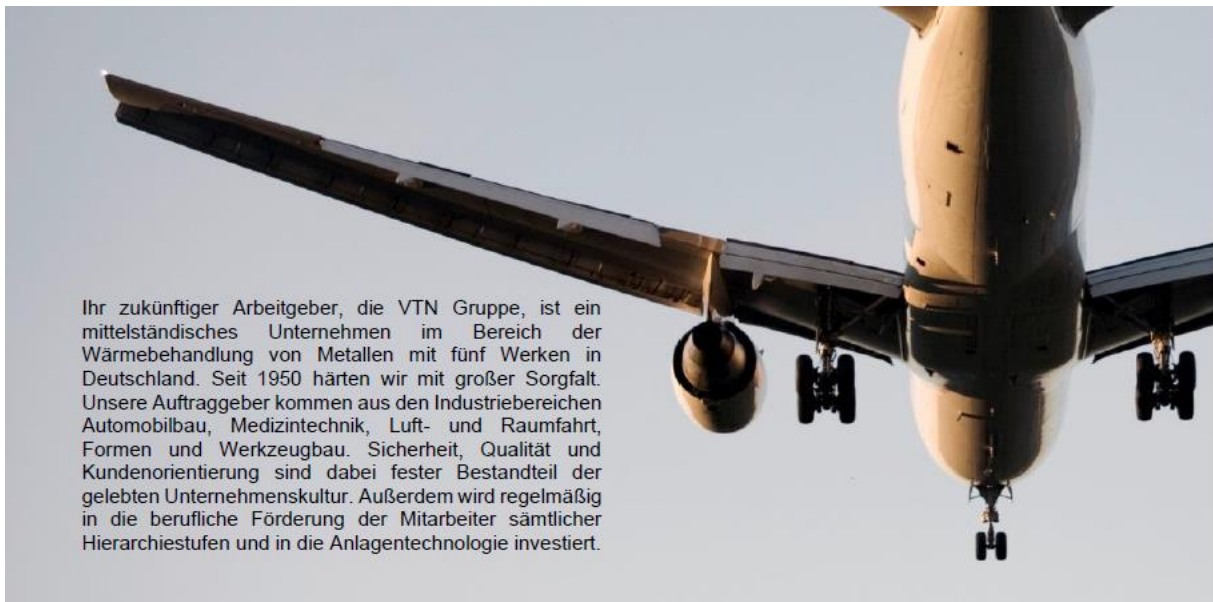 Ihr zukünftiger Arbeitgeber, die VTN Gruppe, ist ein
mittelständisches Unternehmen im Bereich der
Wärmebehandlung von Metallen mit fünf Werken in
Deutschland. Seit 1950 härten wir mit großer Sorgfalt.
Unsere Auftraggeber kommen aus den Industriebereichen
Automobilbau, Medizintechnik, Luft- und Raumfahrt,
Formen und Werkzeugbau. Sicherheit, Qualität und
Kundenorientierung sind dabei fester Bestandteil der
gelebten Unternehmenskultur. Außerdem wird regelmäßig
in die berufliche Förderung der Mitarbeiter sämtlicher
Hierarchiestufen und in die Anlagentechnologie investiert.